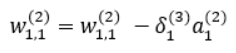 w_{1,1}^{(2)} = w_{1,1}^{(2)} - δ_1^{(3)} a_1^{(2)}